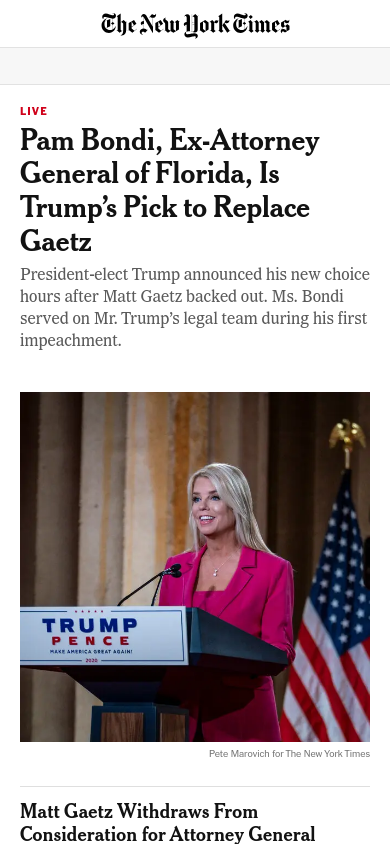 The New York Times
LIVE
Pam Bondi, Ex-Attorney
General of Florida, Is
Trump’s Pick to Replace
Gaetz
President-elect Trump announced his new choice
hours after Matt Gaetz backed out. Ms. Bondi
served on Mr. Trump’s legal team during his first
impeachment.
TRUMP
PENCE
MAKE AMERICA GREAT AGAIN!
2020
Pete Marovich for The New York Times
Matt Gaetz Withdraws From
Consideration for Attorney General